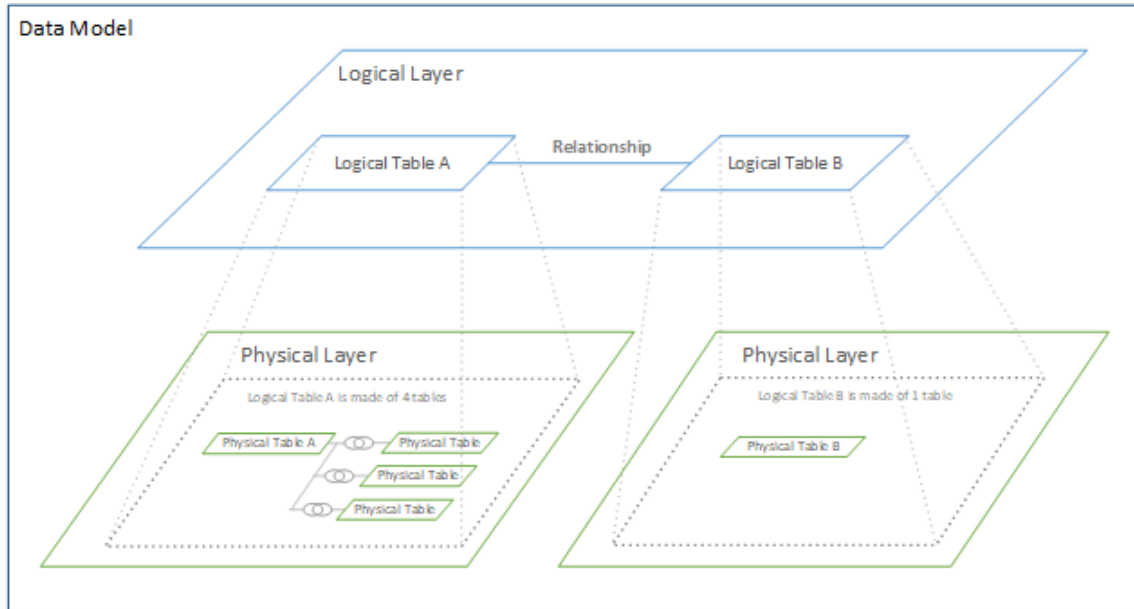 Data Model
Logical Layer
Logical Table A
Relationship
Logical Table B
Physical Layer
Logical Table A is made of 4 tables
Physical Table A
Physical Table
Physical Table
Physical Table
Physical Layer
Logical Table B is made of 1 table
Physical Table B